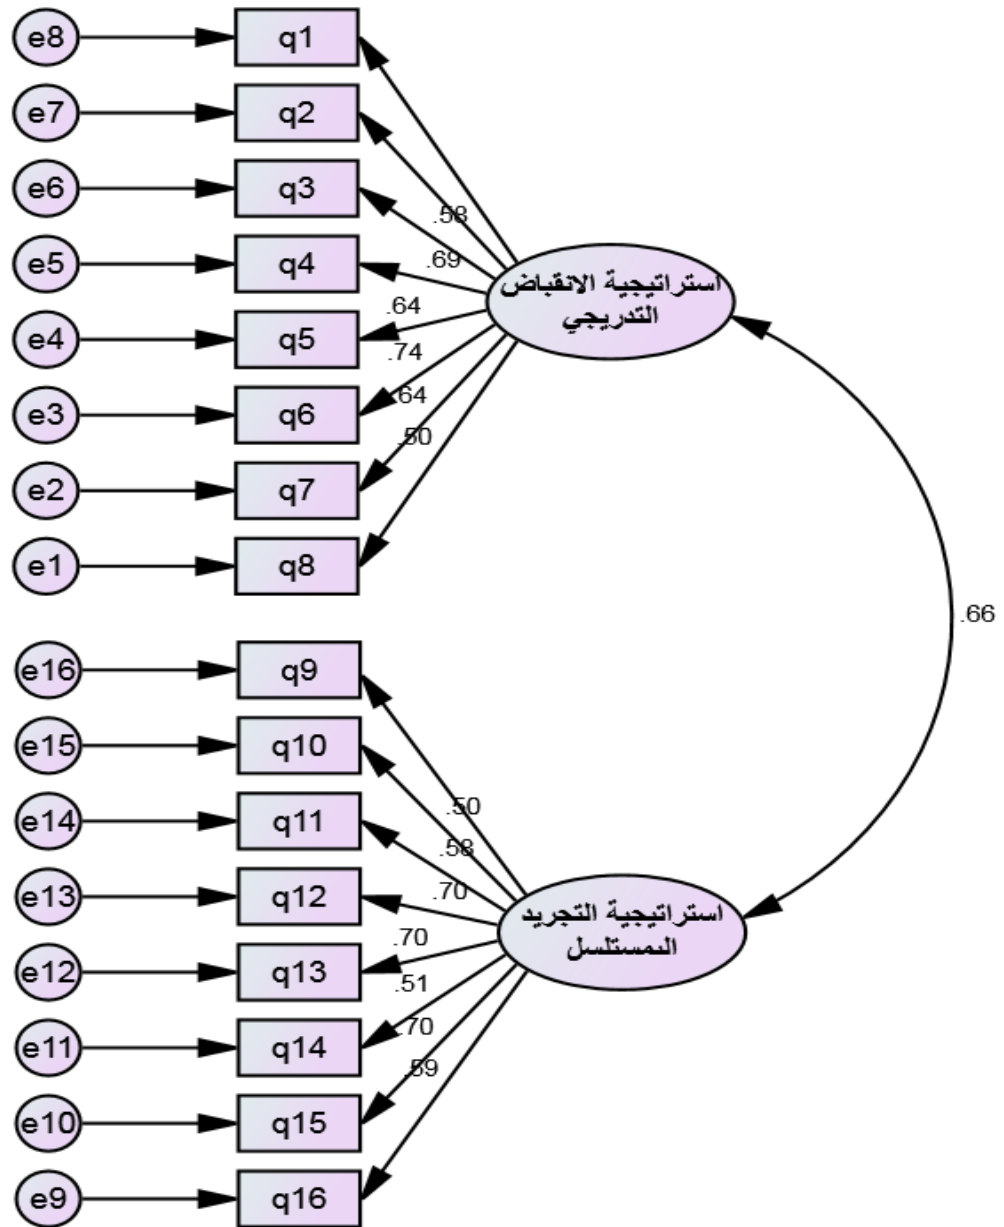 e8
q1
e7
q2
e6
q3
.58
e5
q4
.69
استراتيجية الانقباض
التدريجي
.64
e4
q5
.74
.64
e3
q6
.50
e2
q7
e1
q8
.66
e16
q9
e15
q10
.50
e14
q11
.58
.70
e13
q12
استراتيجية التجريد
المستلسل
.70
e12
q13
.51
.70
e11
q14
.59
e10
q15
e9
q16